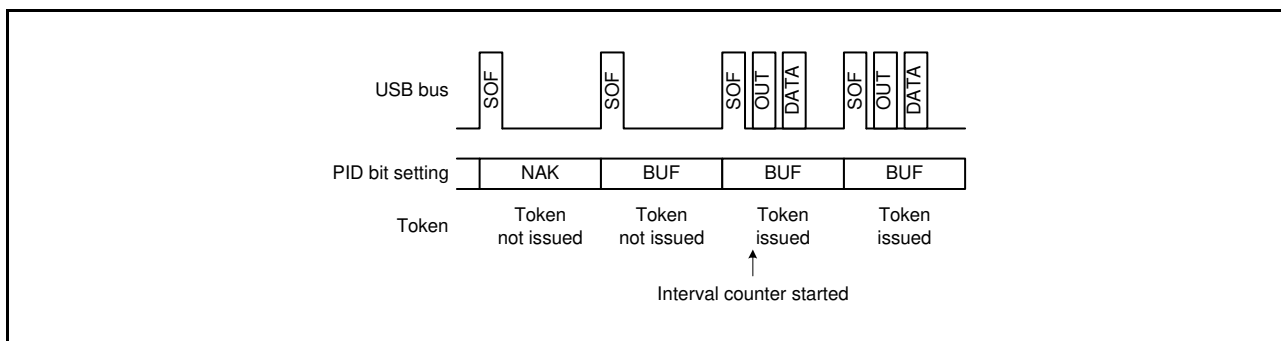 USB bus
SOF
SOF
SOF
OUT
DATA
SOF
OUT
DATA
PID bit setting
NAK
BUF
BUF
BUF
Token
Token
not issued
Token
not issued
Token
issued
Token
issued
Interval counter started